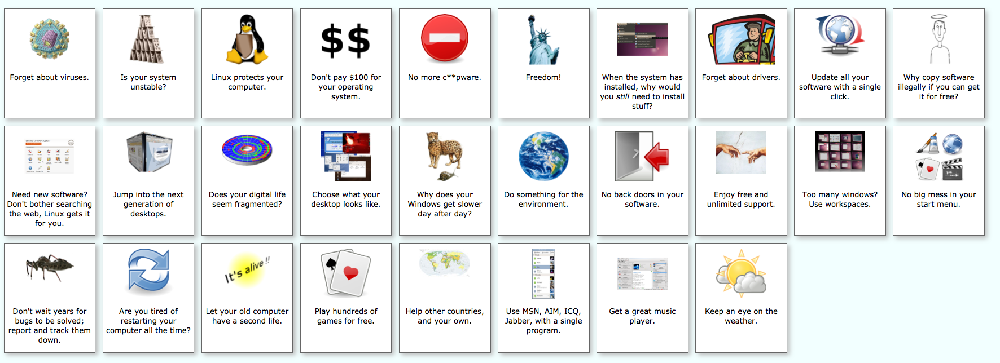 $$
It's alive !!
Forget about viruses.
Is your system
unstable?
Linux protects your
computer.
Don't pay $100 for
your operating
system.
No more c**pware.
Freedom!
When the system has
installed, why would
you still need to install
stuff?
Forget about drivers.
Update all your
software with a single
click.
Why copy software
illegally if you can get
it for free?
Ubuntu Software Center
Need new software?
Don't bother searching
the web, Linux gets it
for you.
Jump into the next
generation of
desktops.
Does your digital life
seem fragmented?
Choose what your
desktop looks like.
Why does your
Windows get slower
day after day?
Do something for the
environment.
No back doors in your
software.
Enjoy free and
unlimited support.
Too many windows?
Use workspaces.
No big mess in your
start menu.
Don't wait years for
bugs to be solved;
report and track them
down.
Are you tired of
restarting your
computer all the time?
Let your old computer
have a second life.
Play hundreds of
games for free.
Help other countries,
and your own.
Use MSN, AIM, ICQ,
Jabber, with a single
program.
Get a great music
player.
Keep an eye on the
weather.